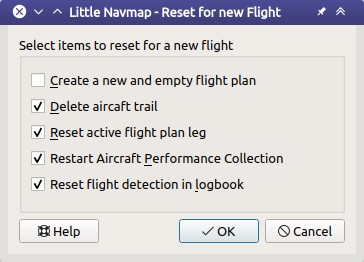 Little Navmap - Reset for new Flight
Select items to reset for a new flight
Create a new and empty flight plan
Delete aircaft trail
Reset active flight plan leg
Restart Aircraft Performance Collection
Reset flight detection in logbook
Help
OK
Cancel